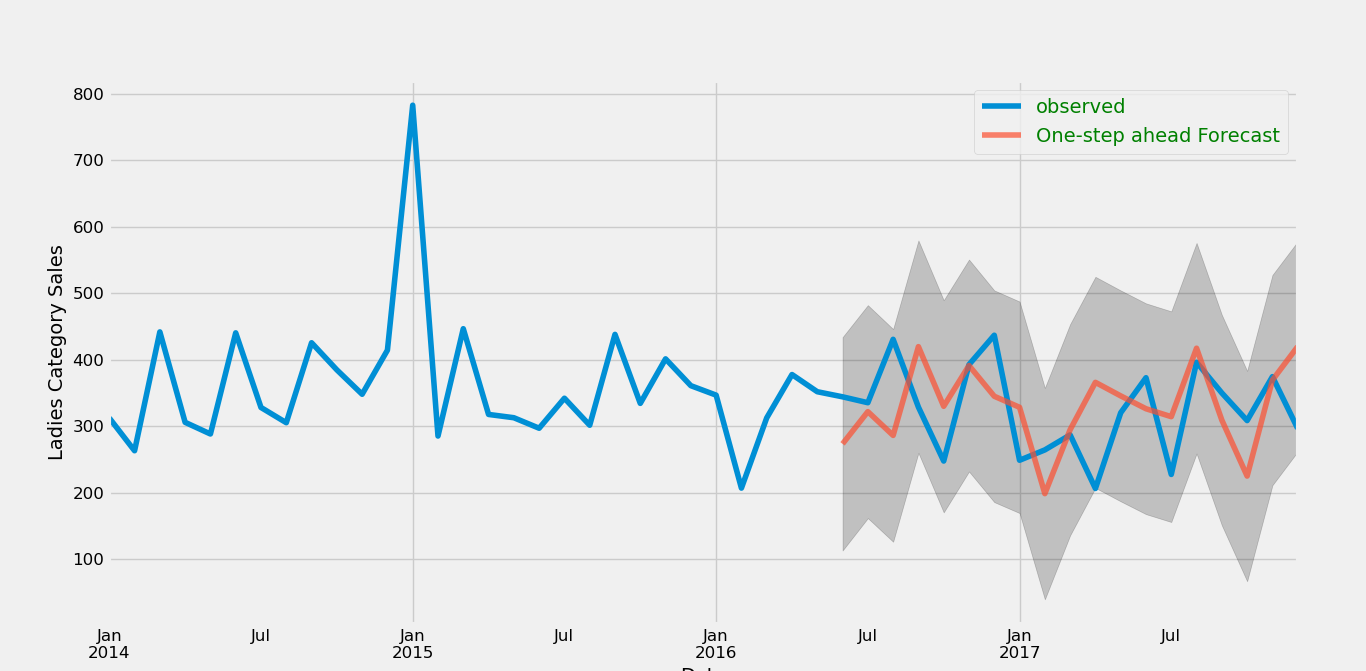 800
700
600
500
400
300
200
100
Ladies Category Sales
observed
One-step ahead Forecast
Jan
2014
Jul
Jan
2015
Jul
Jan
2016
Jul
Jan
2017
Jul